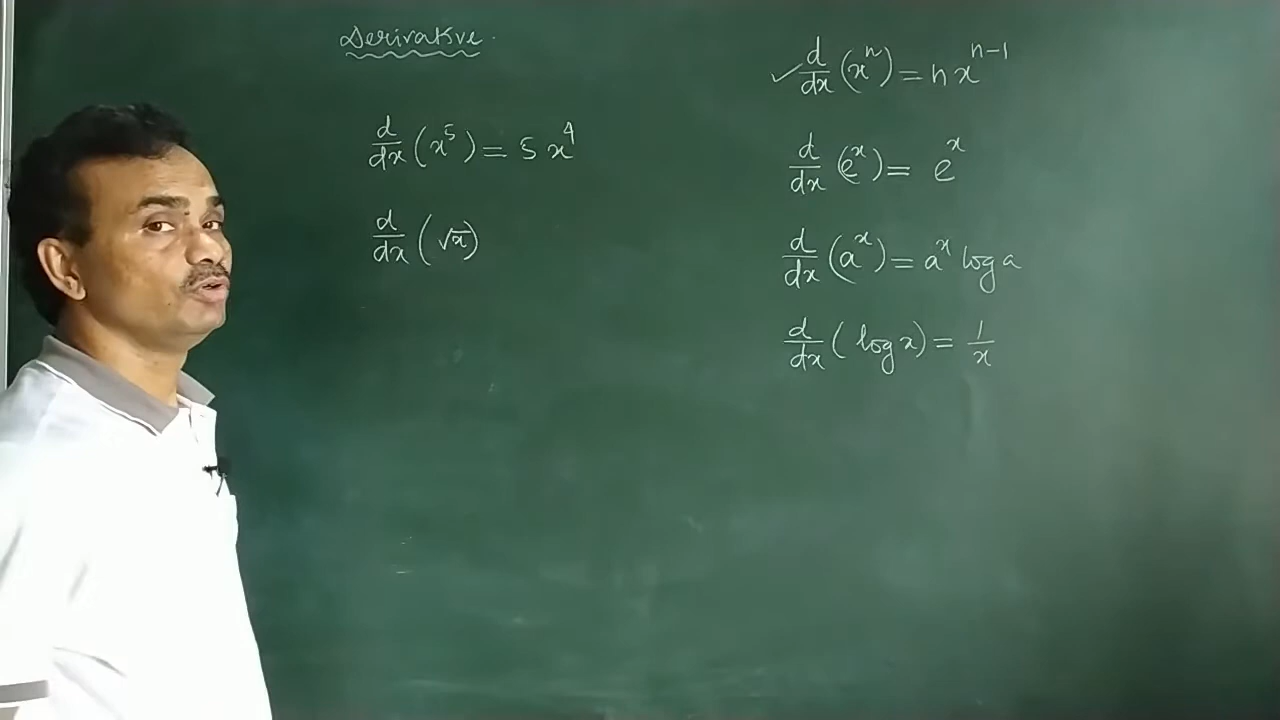 Derivative.
d/dx (x^5) = 5 x^4
d/dx (√x)
✓ d/dx (x^n) = n x^{n-1}
d/dx (e^x) = e^x
d/dx (a^x) = a^x log a
d/dx (log x) = 1/x